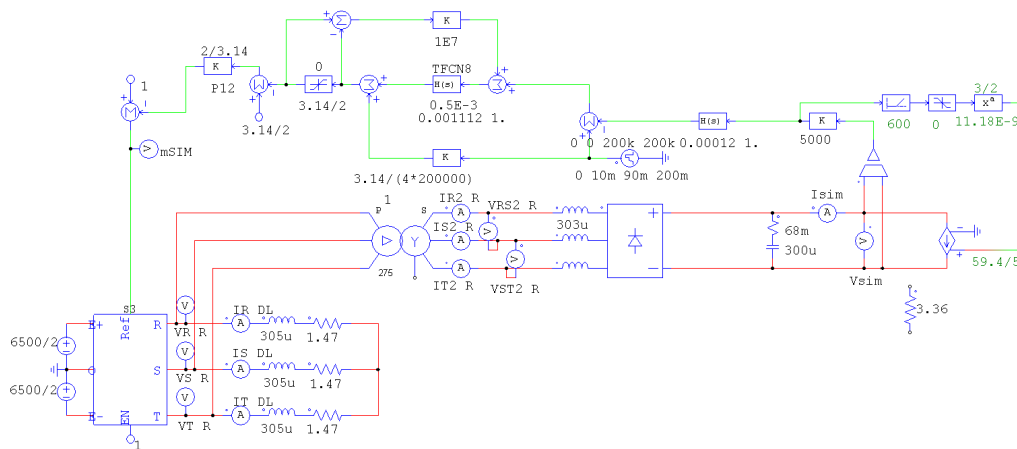 K
1E7
2/3.14
K
P12
0
3.14/2
TFCN8
H(s)
0.5E-3
0.001112 1.
1
3.14/2
mSIM
V
K
3.14/(4*200000)
0 0 200k 200k
0 10m 90m 200m
H(s)
0.00012 1.
K
5000
600
0
3/2
xª
11.18E-9
1
P
S
275
IR2 R
A
VRS2 R
V
IS2 R
A
IT2 R
A
VST2 R
V
303u
68m
300u
Isim
A
V
Vsim
59.4/5
3.36
S3
Ref
E+
O
E-
EN
R
S
T
1
6500/2
6500/2
V
VR R
V
VS R
V
VT R
IR DL
A
305u
1.47
IS DL
A
305u
1.47
IT DL
A
305u
1.47